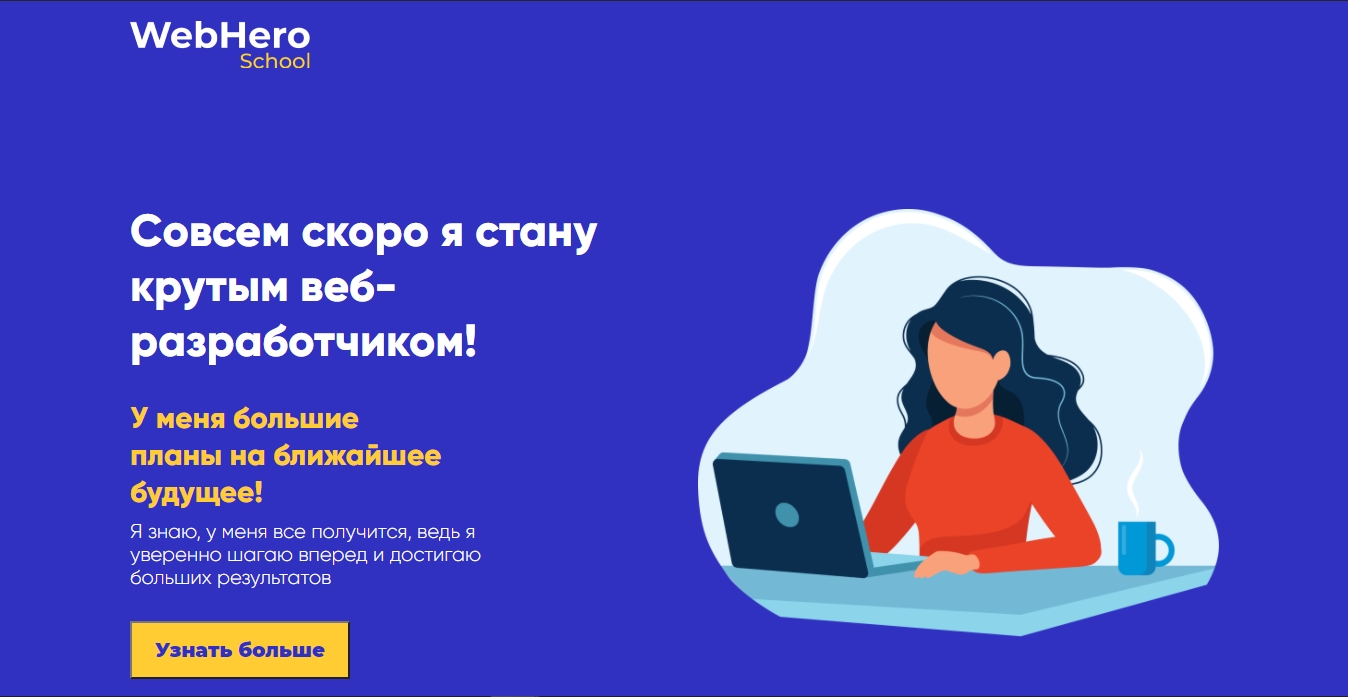 WebHero
School
Совсем скоро я стану
крутым веб-
разработчиком!
У меня большие
планы на ближайшее
будущее!
Я знаю, у меня все получится, ведь я
уверенно шагаю вперед и достигаю
больших результатов
Узнать больше